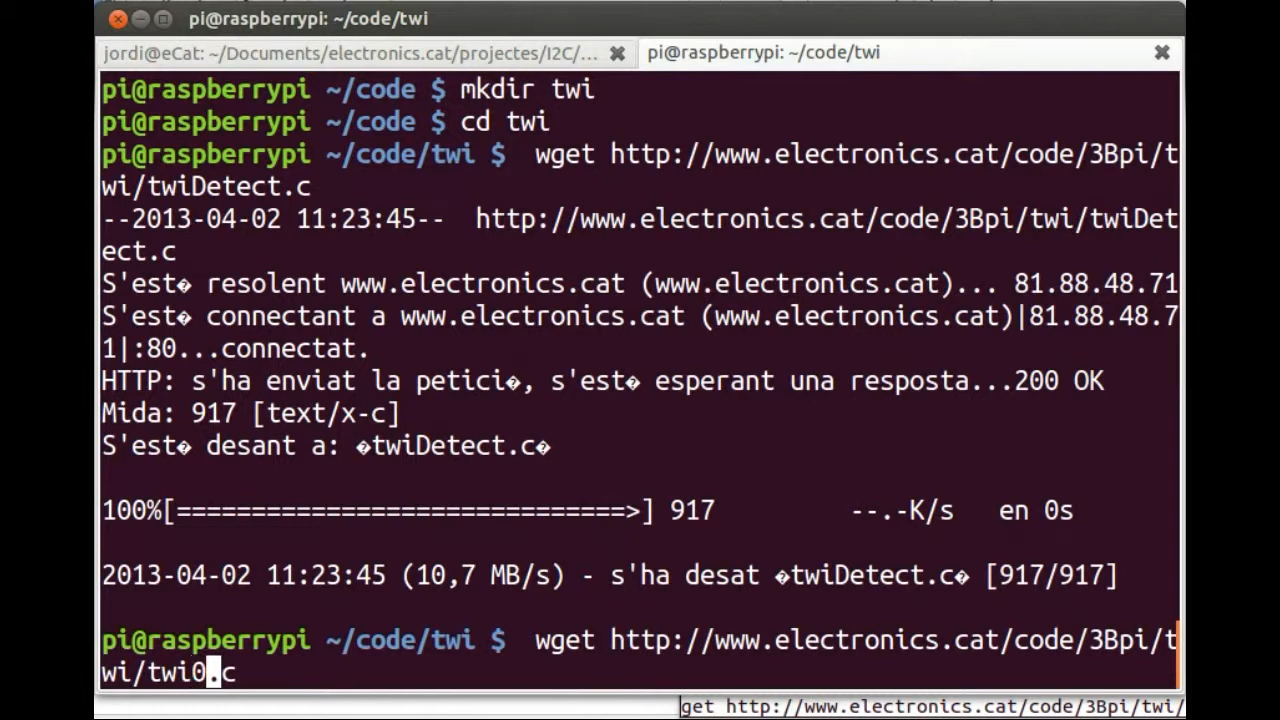 pi@raspberrypi: ~/code/twi
jordi@eCat: ~/Documents/electronics.cat/projectes/I2C/...
pi@raspberrypi: ~/code/twi
pi@raspberrypi ~/code $ mkdir twi
pi@raspberrypi ~/code $ cd twi
pi@raspberrypi ~/code/twi $  wget http://www.electronics.cat/code/3Bpi/t
wi/twiDetect.c
--2013-04-02 11:23:45--  http://www.electronics.cat/code/3Bpi/twi/twiDet
ect.c
S'est� resolent www.electronics.cat (www.electronics.cat)... 81.88.48.71
S'est� connectant a www.electronics.cat (www.electronics.cat)|81.88.48.7
1|:80...connectat.
HTTP: s'ha enviat la petici�, s'est� esperant una resposta...200 OK
Mida: 917 [text/x-c]
S'est� desant a: �twiDetect.c�
100%[==============================>] 917         --.-K/s   en 0s
2013-04-02 11:23:45 (10,7 MB/s) - s'ha desat �twiDetect.c� [917/917]
pi@raspberrypi ~/code/twi $  wget http://www.electronics.cat/code/3Bpi/t
wi/twi0.c
get http://www.electronics.cat/code/3Bpi/twi/